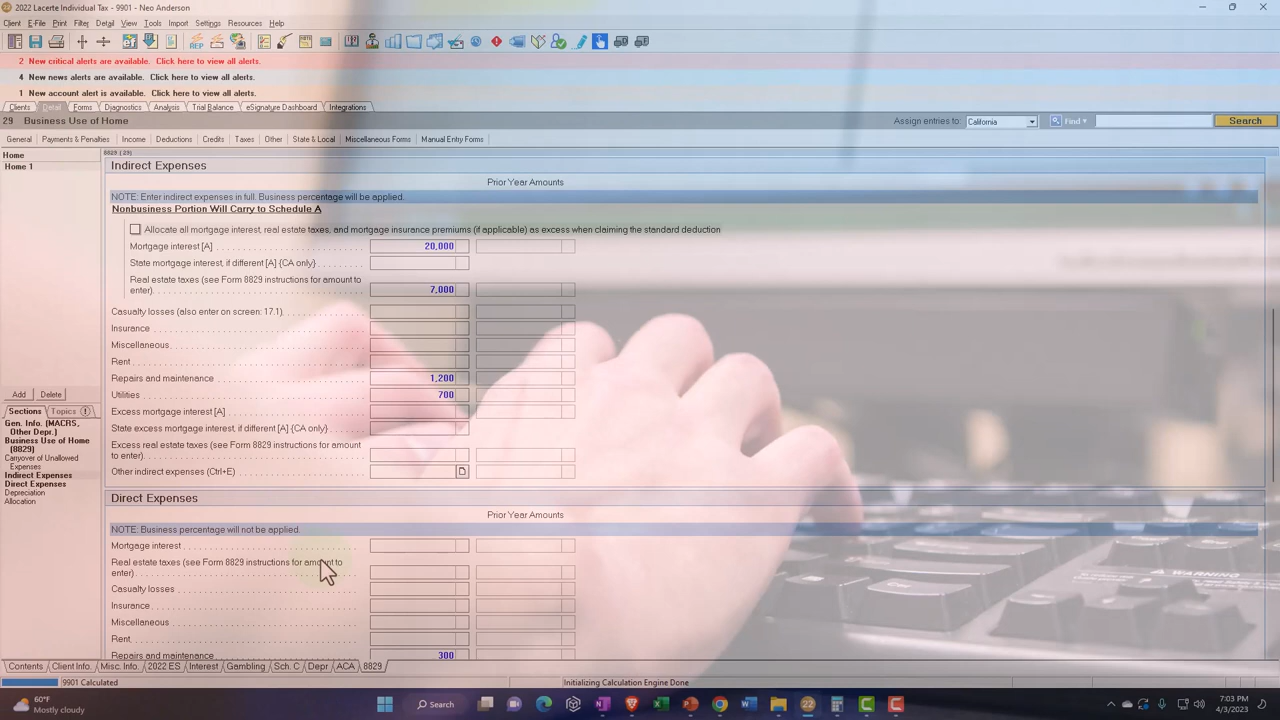 22 2022 Lacerte Individual Tax - 9901 - Neo Anderson
Client E-File Print Filter Detail View Tools Import Settings Resources Help
2 New critical alerts are available. Click here to view all alerts.
4 New news alerts are available. Click here to view all alerts.
1 New account alert is available. Click here to view all alerts.
Clients Detail Forms Diagnostics Analysis Trial Balance eSignature Dashboard Integrations
29 Business Use of Home Assign entries to: California Find Search
General Payments & Penalties Income Deductions Credits Taxes Other State & Local Miscellaneous Forms Manual Entry Forms
Home
Home 1
8829 (29)
Indirect Expenses
Prior Year Amounts
NOTE: Enter indirect expenses in full. Business percentage will be applied.
Nonbusiness Portion Will Carry to Schedule A
Allocate all mortgage interest, real estate taxes, and mortgage insurance premiums (if applicable) as excess when claiming the standard deduction
Mortgage interest [A] 20,000
State mortgage interest, if different [A] {CA only}
Real estate taxes (see Form 8829 instructions for amount to
enter) 7,000
Casualty losses (also enter on screen: 17.1)
Insurance
Miscellaneous
Rent
Repairs and maintenance 1,200
Utilities 700
Excess mortgage interest [A]
State excess mortgage interest, if different [A] {CA only}
Excess real estate taxes (see Form 8829 instructions for amount
to enter)
Other indirect expenses (Ctrl+E)
Add Delete
Sections Topics
Gen. Info. (MACRS,
Other Depr.)
Business Use of Home
(8829)
Carryover of Unallowed
Expenses
Indirect Expenses
Direct Expenses
Depreciation
Allocation
Direct Expenses
Prior Year Amounts
NOTE: Business percentage will not be applied.
Mortgage interest
Real estate taxes (see Form 8829 instructions for amount to
enter)
Casualty losses
Insurance
Miscellaneous
Rent
Repairs and maintenance 300
WARNING
Contents Client Info. Misc. Info. 2022 ES Interest Gambling Sch. C Depr. ACA 8829
9901 Calculated Initializing Calculation Engine Done
60°F
Mostly cloudy
Search
7:03 PM
4/3/2023